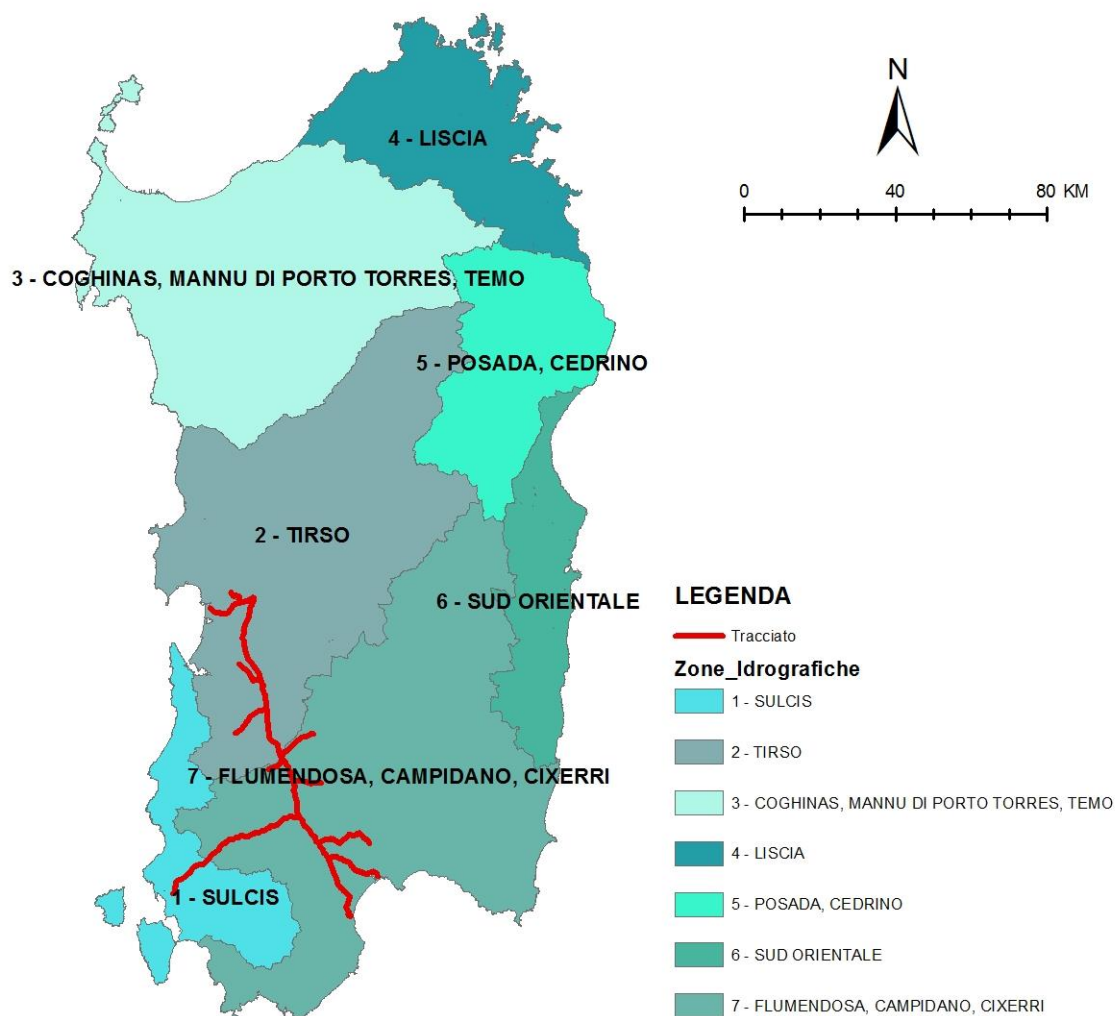 N
0 40 80 KM
4 - LISCIA
3 - COGHINAS, MANNU DI PORTO TORRES, TEMO
5 - POSADA, CEDRINO
2 - TIRSO
6 - SUD ORIENTALE
7 - FLUMENDOSA, CAMPIDANO, CIXERRI
1 - SULCIS
LEGENDA
Tracciato
Zone_Idrografiche
1 - SULCIS
2 - TIRSO
3 - COGHINAS, MANNU DI PORTO TORRES, TEMO
4 - LISCIA
5 - POSADA, CEDRINO
6 - SUD ORIENTALE
7 - FLUMENDOSA, CAMPIDANO, CIXERRI